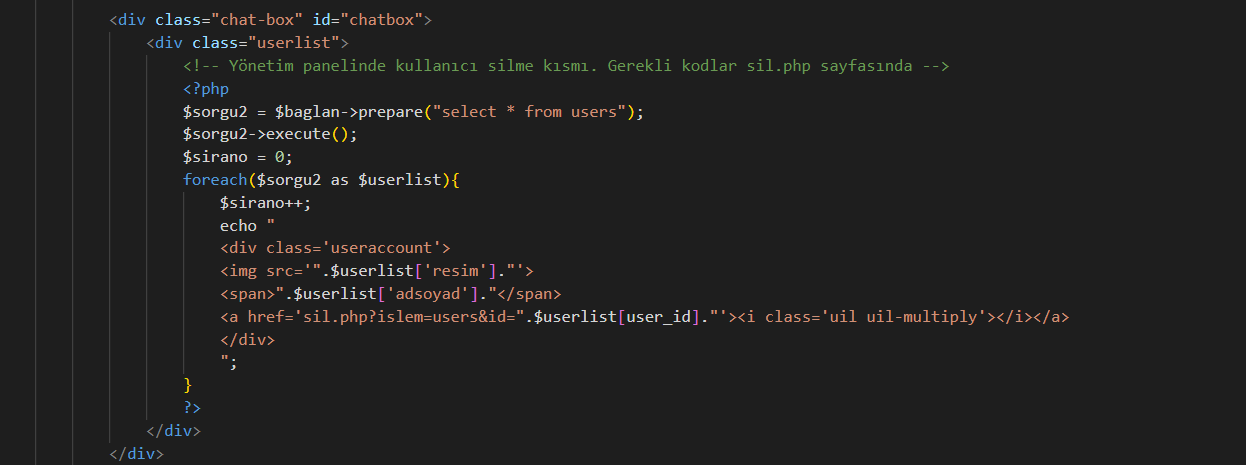 <div class="chat-box" id="chatbox">
<div class="userlist">
<!-- Yönetim panelinde kullanıcı silme kısmı. Gerekli kodlar sil.php sayfasında -->
<?php
$sorgu2 = $baglan->prepare("select * from users");
$sorgu2->execute();
$sirano = 0;
foreach($sorgu2 as $userlist){
$sirano++;
echo "
<div class='useraccount'>
<img src='".$userlist['resim']."'>
<span>".$userlist['adsoyad']."</span>
<a href='sil.php?islem=users&id=".$userlist[user_id]."'><i class='uil uil-multiply'></i></a>
</div>
";
}
?>
</div>
</div>